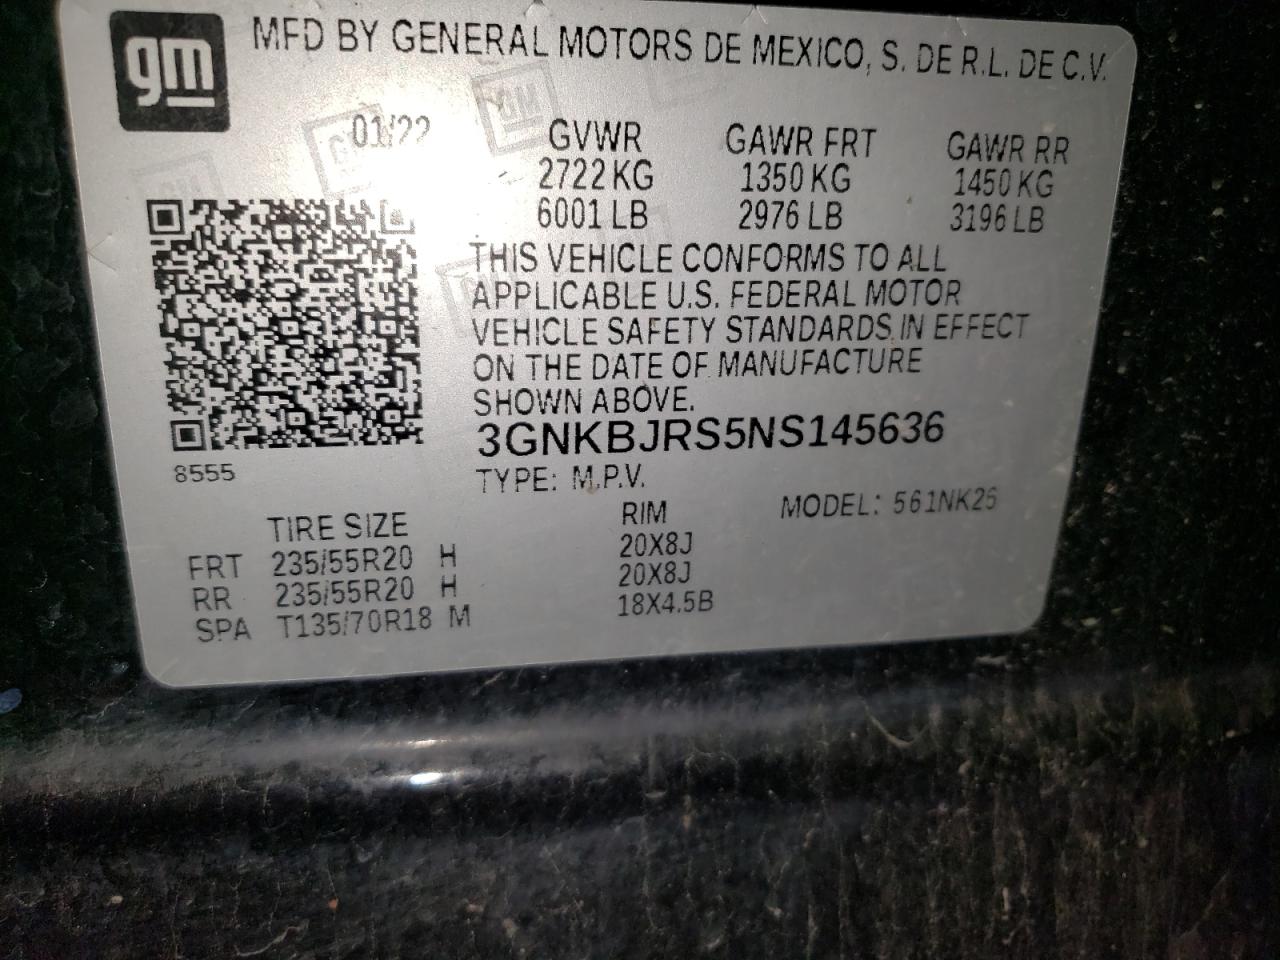 gm
MFD BY GENERAL MOTORS DE MEXICO, S. DE R.L. DE C.V.
01/22 GVWR GAWR FRT GAWR RR
2722 KG 1350 KG 1450 KG
6001 LB 2976 LB 3196 LB
THIS VEHICLE CONFORMS TO ALL
APPLICABLE U.S. FEDERAL MOTOR
VEHICLE SAFETY STANDARDS IN EFFECT
ON THE DATE OF MANUFACTURE
SHOWN ABOVE.
3GNKBJRS5NS145636
8555
TYPE: M.P.V.
MODEL: 561NK26
TIRE SIZE RIM
FRT 235/55R20 H 20X8J
RR 235/55R20 H 20X8J
SPA T135/70R18 M 18X4.5B